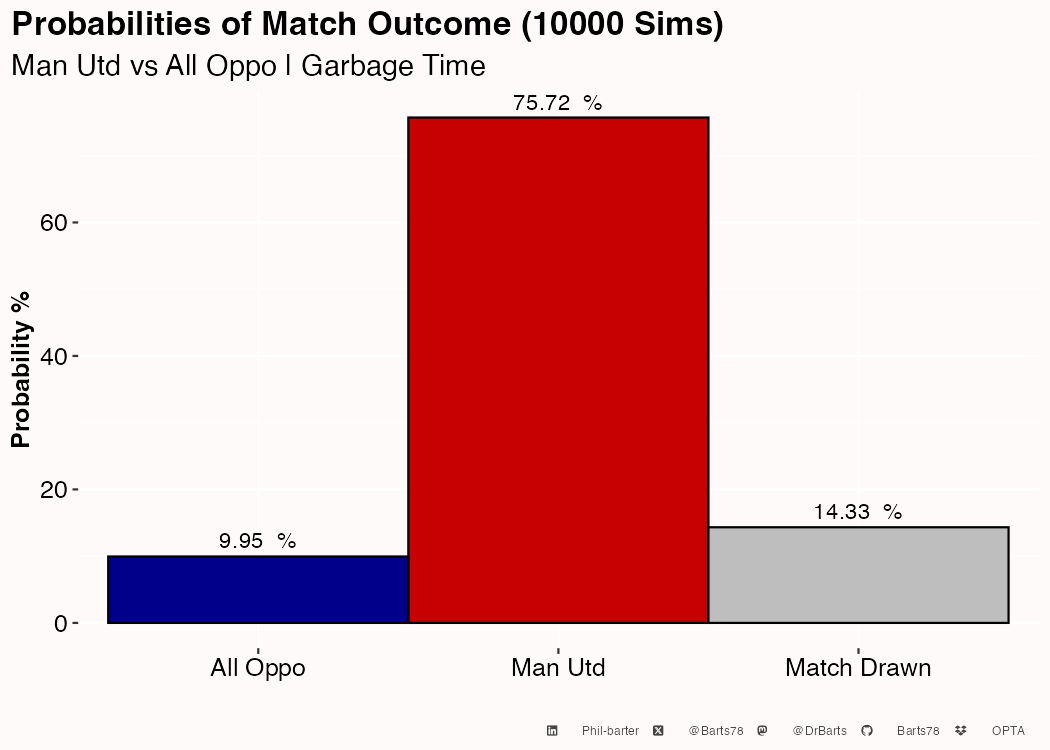 Probabilities of Match Outcome (10000 Sims)
Man Utd vs All Oppo | Garbage Time
75.72 %
60
Probability %
40
20
14.33 %
9.95 %
0
All Oppo Man Utd Match Drawn
Phil-barter @Barts78 @DrBarts Barts78 OPTA